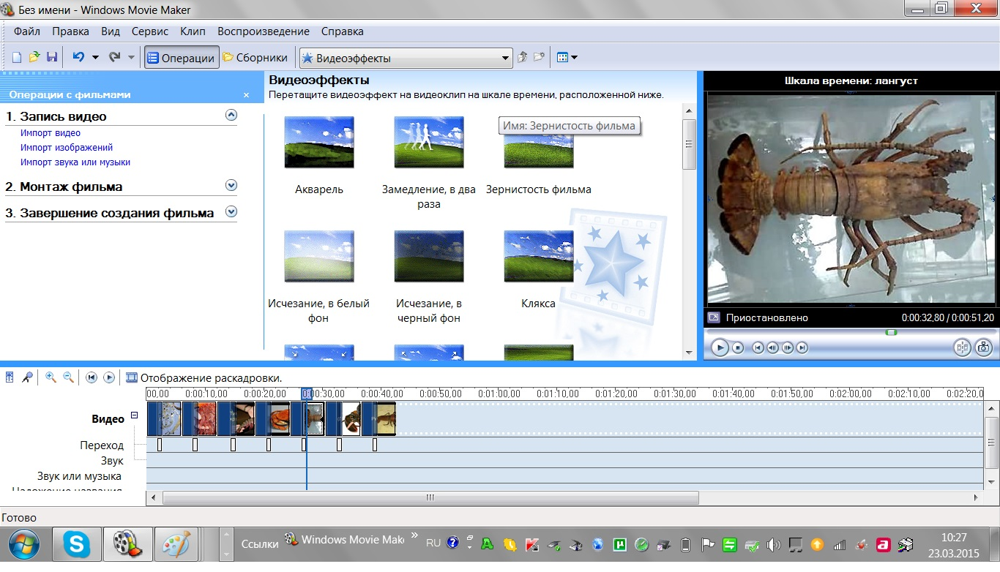 Без имени - Windows Movie Maker
Файл Правка Вид Сервис Клип Воспроизведение Справка
Операции Сборники Видеоэффекты
Операции с фильмами
1. Запись видео
Импорт видео
Импорт изображений
Импорт звука или музыки
2. Монтаж фильма
3. Завершение создания фильма
Видеоэффекты
Перетащите видеоэффект на видеоклип на шкале времени, расположенной ниже.
Имя: Зернистость фильма
Акварель
Замедление, в два
раза
Зернистость фильма
Исчезание, в белый
фон
Исчезание, в
черный фон
Клякса
Шкала времени: лангуст
Приостановлено 0:00:32,80 / 0:00:51,20
Отображение раскадровки.
00,00 0:00:10,00 0:00:20,00 0:00:30,00 0:00:40,00 0:00:50,00 0:01:00,00 0:01:10,00 0:01:20,00 0:01:30,00 0:01:40,00 0:01:50,00 0:02:00,00 0:02:10,00 0:02:20,0
Видео
Переход
Звук
Звук или музыка
Наложение названия
Готово
Ссылки Windows Movie Mak » RU
10:27
23.03.2015